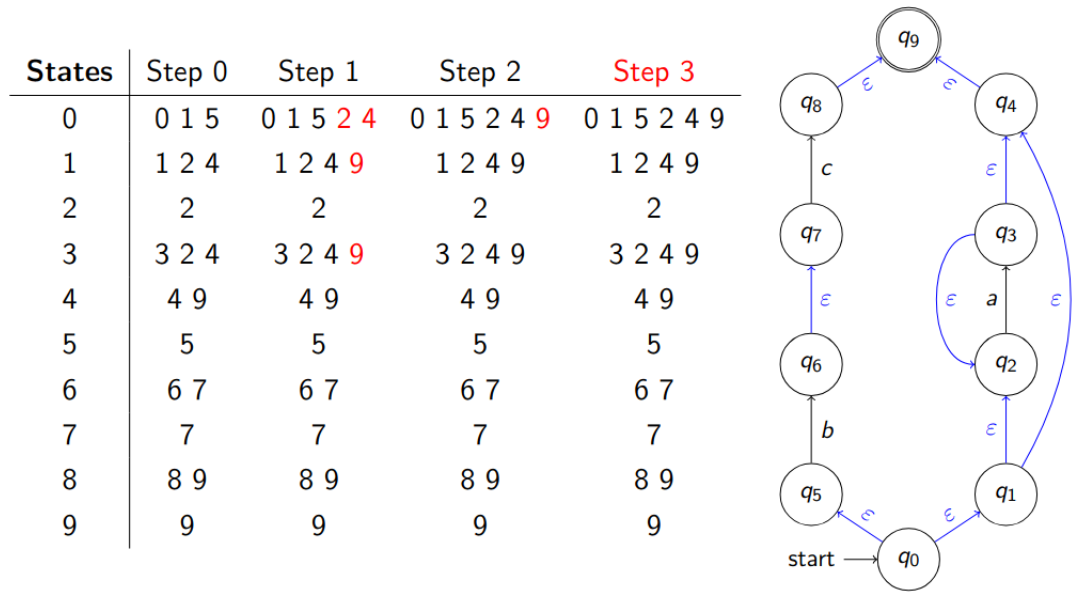 States Step 0 Step 1 Step 2 Step 3
0 0 1 5 0 1 5 2 4 0 1 5 2 4 9 0 1 5 2 4 9
1 1 2 4 1 2 4 9 1 2 4 9 1 2 4 9
2 2 2 2 2
3 3 2 4 3 2 4 9 3 2 4 9 3 2 4 9
4 4 9 4 9 4 9 4 9
5 5 5 5 5
6 6 7 6 7 6 7 6 7
7 7 7 7 7
8 8 9 8 9 8 9 8 9
9 9 9 9 9
q9
ε ε
q8 q4
c ε
q7 q3
ε ε a ε
q6 q2
b ε
q5 q1
ε ε
start q0